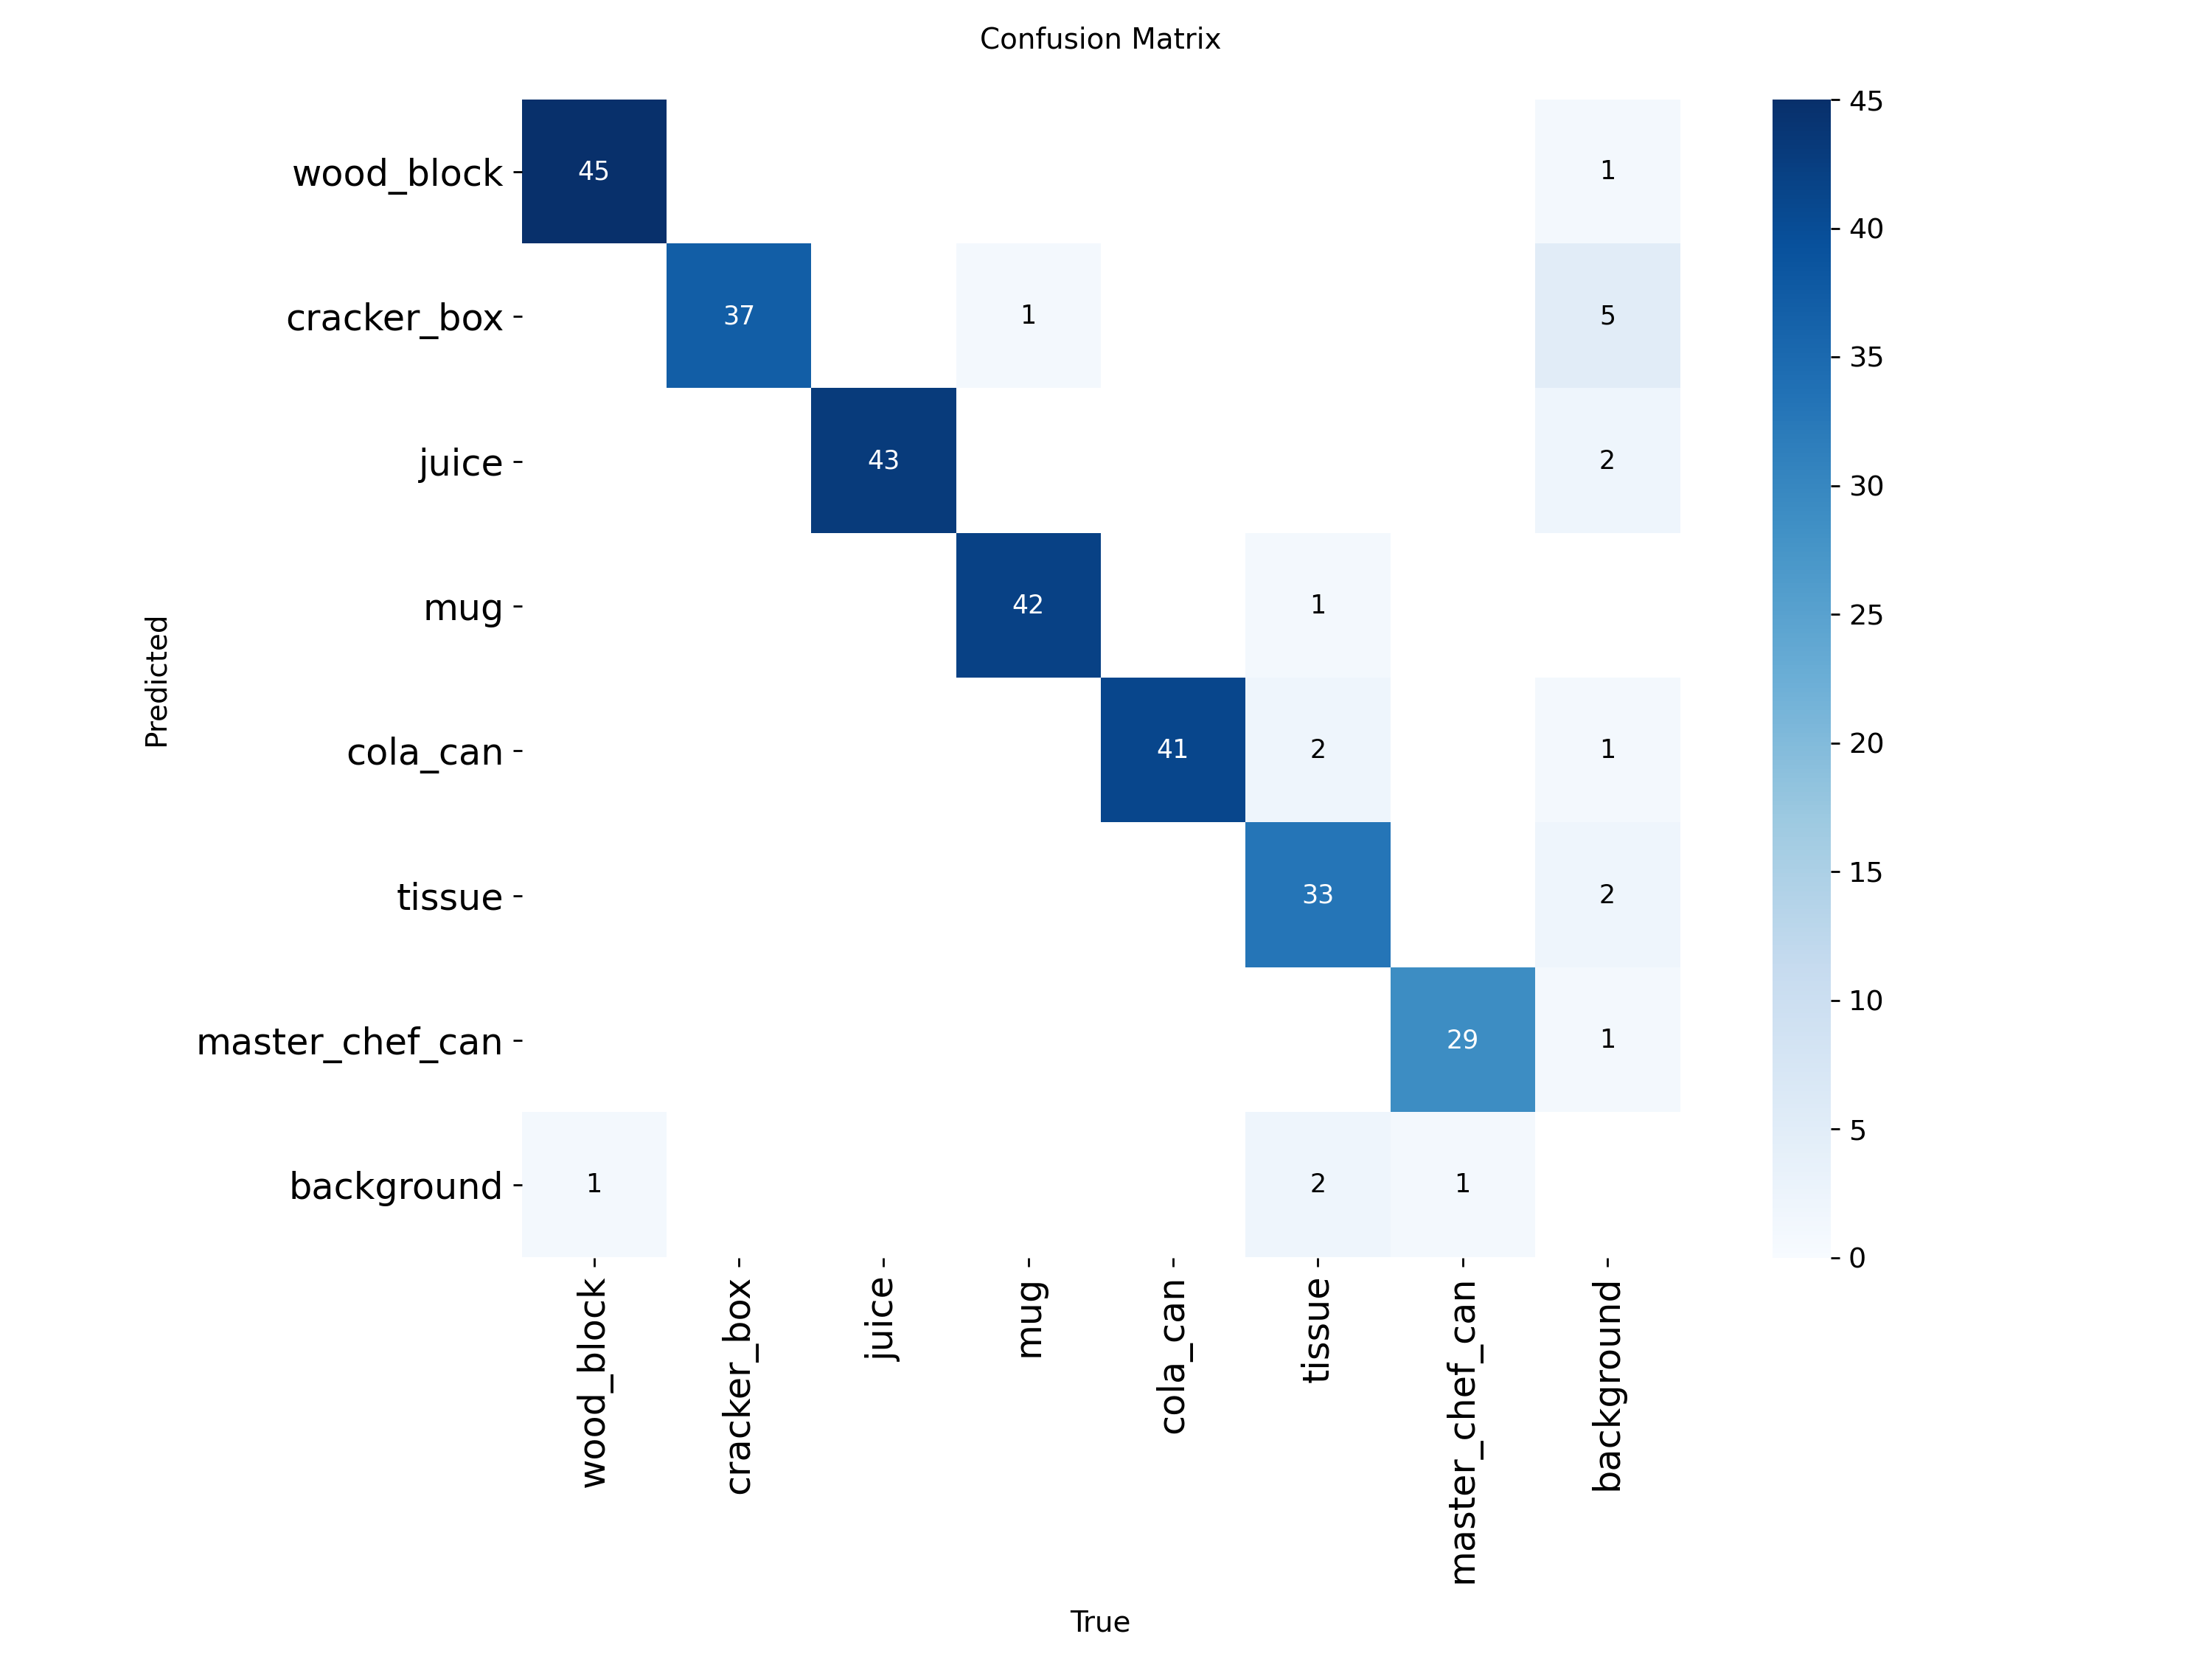 Confusion Matrix
wood_block 45 1
cracker_box 37 1 5
juice 43 2
mug 42 1
cola_can 41 2 1
tissue 33 2
master_chef_can 29 1
background 1 2 1
Predicted
wood_block
cracker_box
juice
mug
cola_can
tissue
master_chef_can
background
True
45
40
35
30
25
20
15
10
5
0